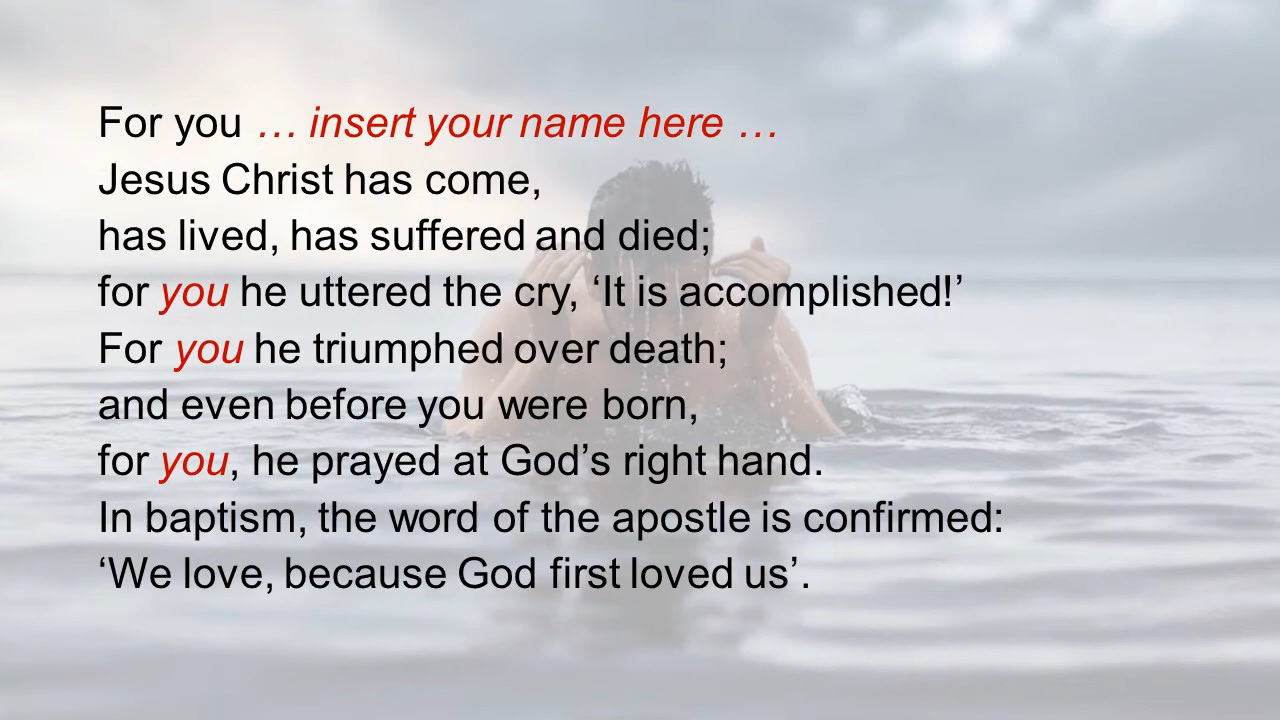 For you … insert your name here …
Jesus Christ has come,
has lived, has suffered and died;
for you he uttered the cry, ‘It is accomplished!’
For you he triumphed over death;
and even before you were born,
for you, he prayed at God’s right hand.
In baptism, the word of the apostle is confirmed:
‘We love, because God first loved us’.